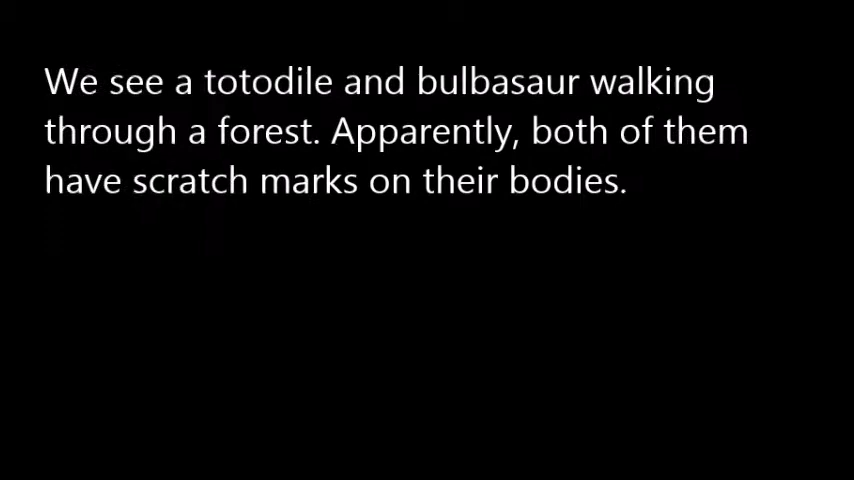 We see a totodile and bulbasaur walking
through a forest. Apparently, both of them
have scratch marks on their bodies.